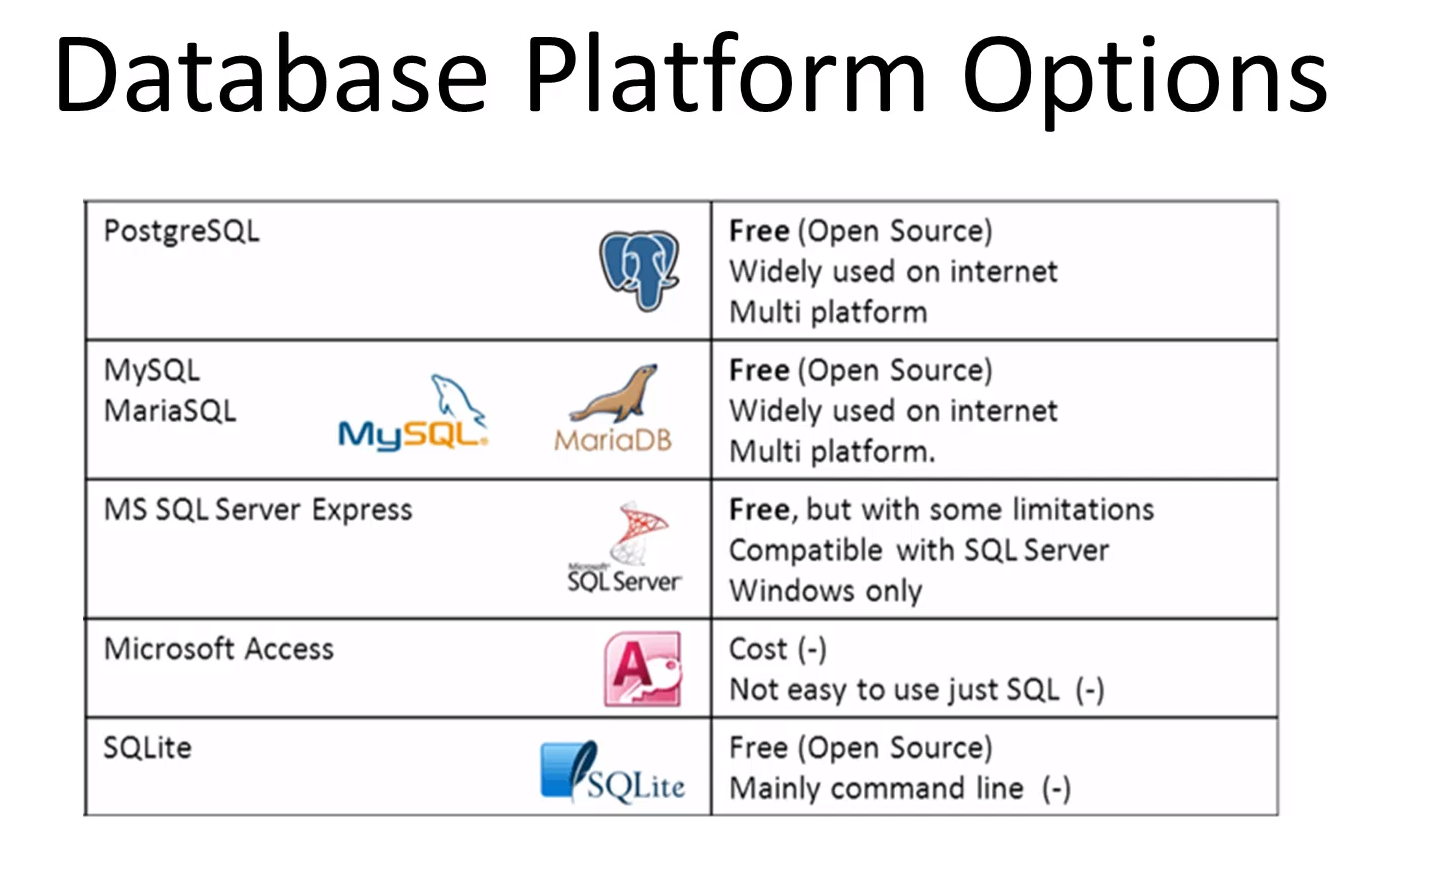 Database Platform Options
PostgreSQL
Free (Open Source)
Widely used on internet
Multi platform
MySQL
MariaSQL
MySQL®
MariaDB
Free (Open Source)
Widely used on internet
Multi platform.
MS SQL Server Express
Microsoft®
SQL Server
Free, but with some limitations
Compatible with SQL Server
Windows only
Microsoft Access
A
Cost (-)
Not easy to use just SQL (-)
SQLite
SQLite
Free (Open Source)
Mainly command line (-)